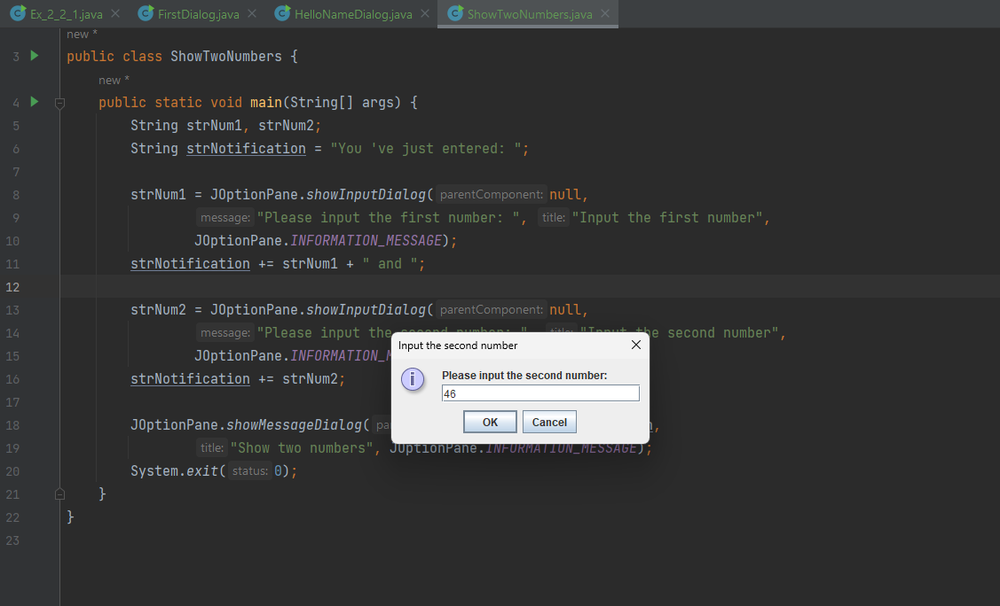 Ex_2_2_1.java FirstDialog.java HelloNameDialog.java ShowTwoNumbers.java
new *
3 public class ShowTwoNumbers {
new *
4 public static void main(String[] args) {
5 String strNum1, strNum2;
6 String strNotification = "You 've just entered: ";
7
8 strNum1 = JOptionPane.showInputDialog( parentComponent: null,
9 message: "Please input the first number: ", title: "Input the first number",
10 JOptionPane.INFORMATION_MESSAGE);
11 strNotification += strNum1 + " and ";
12
13 strNum2 = JOptionPane.showInputDialog( parentComponent: null,
14 message: "Please input the second number: ", title: "Input the second number",
15 JOptionPane.INFORMATION_M
16 strNotification += strNum2;
17
18 JOptionPane.showMessageDialog( pa
19 title: "Show two numbers", JOptionPane.INFORMATION_MESSAGE);
20 System.exit( status: 0);
21 }
22 }
23
Input the second number
Please input the second number:
46
OK Cancel